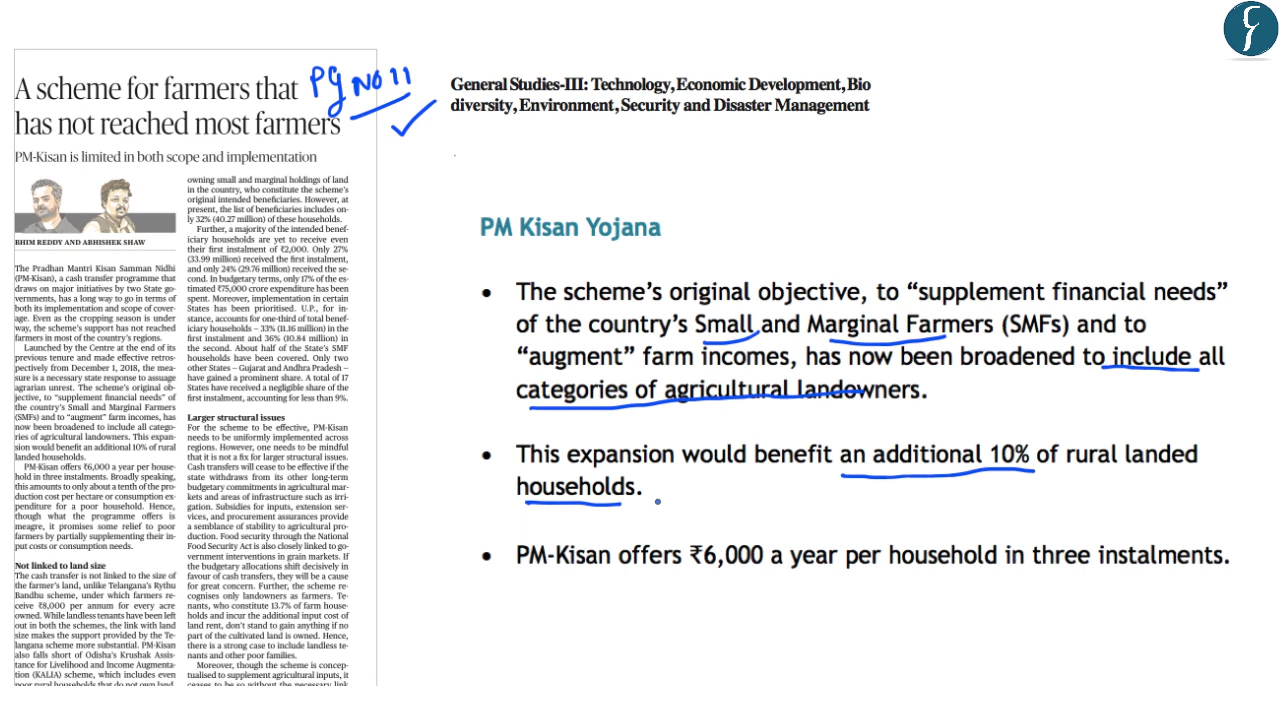 A scheme for farmers that
has not reached most farmers
PG NO 11
PM-Kisan is limited in both scope and implementation
BHIM REDDY AND ABHISHEK SHAW
The Pradhan Mantri Kisan Samman Nidhi
(PM-Kisan), a cash transfer programme that
draws on major initiatives by two State go-
vernments, has a long way to go in terms of
both its implementation and scope of cover-
age. Even as the cropping season is under
way, the scheme's support has not reached
farmers in most of the country's regions.
Launched by the Centre at the end of its
previous tenure and made effective retros-
pectively from December 1, 2018, the mea-
sure is a necessary state response to assuage
agrarian unrest. The scheme's original ob-
jective, to "supplement financial needs" of
the country's Small and Marginal Farmers
(SMFs) and to "augment" farm incomes, has
now been broadened to include all catego-
ries of agricultural landowners. This expan-
sion would benefit an additional 10% of rural
landed households.
PM-Kisan offers ₹6,000 a year per house-
hold in three instalments. Broadly speaking,
this amounts to only about a tenth of the pro-
duction cost per hectare or consumption ex-
penditure for a poor household. Hence,
though what the programme offers is
meagre, it promises some relief to poor
farmers by partially supplementing their in-
put costs or consumption needs.
Not linked to land size
The cash transfer is not linked to the size of
the farmer's land, unlike Telangana's Rythu
Bandhu scheme, under which farmers re-
ceive ₹8,000 per annum for every acre
owned. While landless tenants have been left
out in both the schemes, the link with land
size makes the support provided by the Te-
langana scheme more substantial. PM-Kisan
also falls short of Odisha's Krushak Assis-
tance for Livelihood and Income Augmenta-
tion (KALIA) scheme, which includes even
poor rural households that do not own land.
owning small and marginal holdings of land
in the country, who constitute the scheme's
original intended beneficiaries. However, at
present, the list of beneficiaries includes on-
ly 32% (40.27 million) of these households.
Further, a majority of the intended benef-
iciary households are yet to receive even
their first instalment of ₹2,000. Only 27%
(33.99 million) received the first instalment,
and only 24% (29.76 million) received the se-
cond. In budgetary terms, only 17% of the es-
timated ₹75,000 crore expenditure has been
spent. Moreover, implementation in certain
States has been prioritised. U.P., for in-
stance, accounts for one-third of total benef-
iciary households – 33% (11.16 million) in the
first instalment and 36% (10.84 million) in
the second. About half of the State's SMF
households have been covered. Only two
other States – Gujarat and Andhra Pradesh –
have gained a prominent share. A total of 17
States have received a negligible share of the
first instalment, accounting for less than 9%.
Larger structural issues
For the scheme to be effective, PM-Kisan
needs to be uniformly implemented across
regions. However, one needs to be mindful
that it is not a fix for larger structural issues.
Cash transfers will cease to be effective if the
state withdraws from its other long-term
budgetary commitments in agricultural mar-
kets and areas of infrastructure such as irri-
gation. Subsidies for inputs, extension ser-
vices, and procurement assurances provide
a semblance of stability to agricultural pro-
duction. Food security through the National
Food Security Act is also closely linked to go-
vernment interventions in grain markets. If
the budgetary allocations shift decisively in
favour of cash transfers, they will be a cause
for great concern. Further, the scheme re-
cognises only landowners as farmers. Te-
nants, who constitute 13.7% of farm house-
holds and incur the additional input cost of
land rent, don't stand to gain anything if no
part of the cultivated land is owned. Hence,
there is a strong case to include landless te-
nants and other poor families.
Moreover, though the scheme is concep-
tualised to supplement agricultural inputs, it
ceases to be so without the necessary link
General Studies-III: Technology, Economic Development, Bio
diversity, Environment, Security and Disaster Management
PM Kisan Yojana
• The scheme's original objective, to "supplement financial needs"
of the country's Small and Marginal Farmers (SMFs) and to
"augment" farm incomes, has now been broadened to include all
categories of agricultural landowners.
• This expansion would benefit an additional 10% of rural landed
households.
• PM-Kisan offers ₹6,000 a year per household in three instalments.